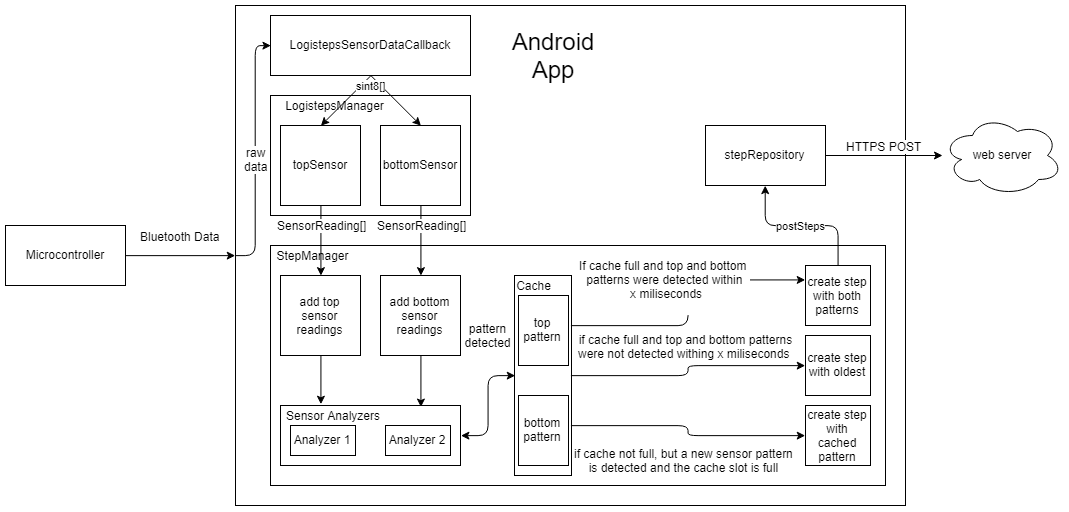 Android
App
LogistepsSensorDataCallback
sint8[]
LogistepsManager
topSensor
bottomSensor
raw
data
SensorReading[]
SensorReading[]
Microcontroller
Bluetooth Data
stepRepository
HTTPS POST
web server
postSteps
StepManager
add top
sensor
readings
add bottom
sensor
readings
pattern
detected
Sensor Analyzers
Analyzer 1
Analyzer 2
Cache
top
pattern
bottom
pattern
If cache full and top and bottom
patterns were detected within
x miliseconds
create step
with both
patterns
if cache full and top and bottom patterns
were not detected withing x miliseconds
create step
with oldest
if cache not full, but a new sensor pattern
is detected and the cache slot is full
create step
with
cached
pattern